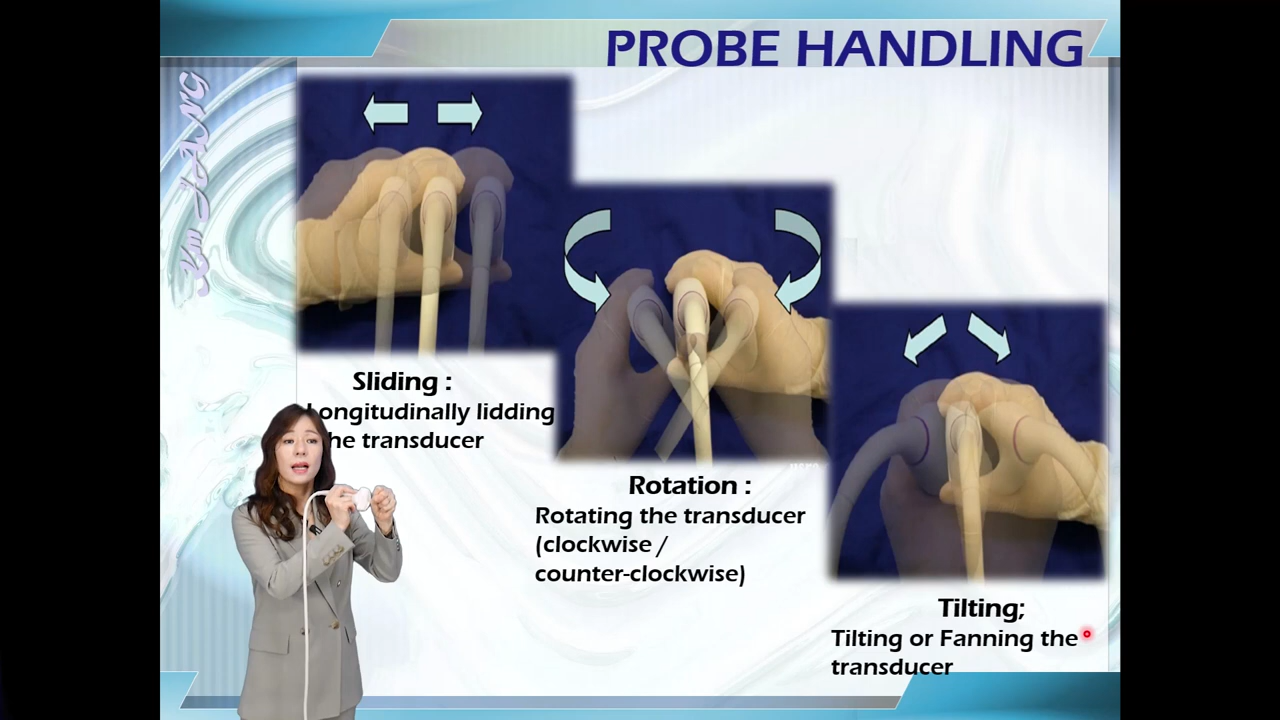 PROBE HANDLING
Sliding :
Longitudinally lidding
the transducer
Rotation :
Rotating the transducer
(clockwise /
counter-clockwise)
Tilting;
Tilting or Fanning the
transducer